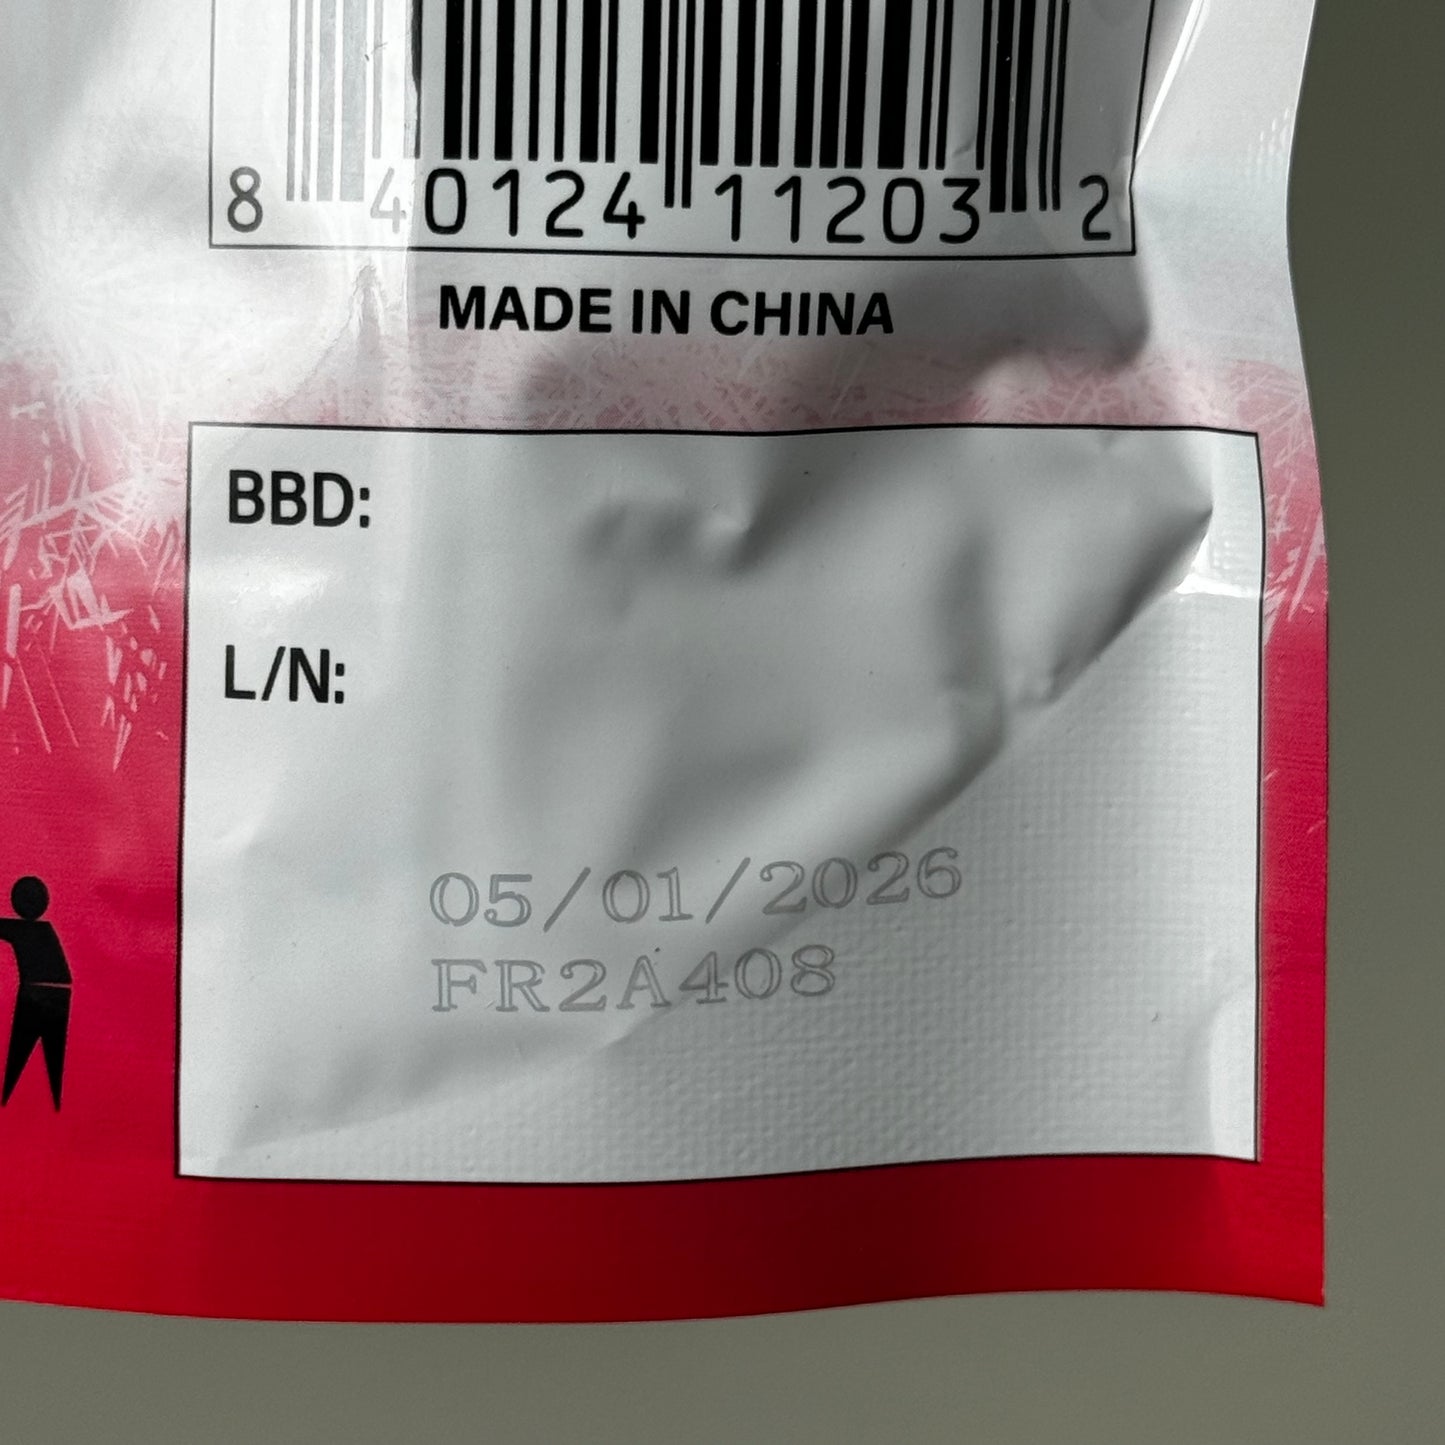 8 40124 11203 2
MADE IN CHINA
BBD:
L/N:
05/01/2026
FR2A408